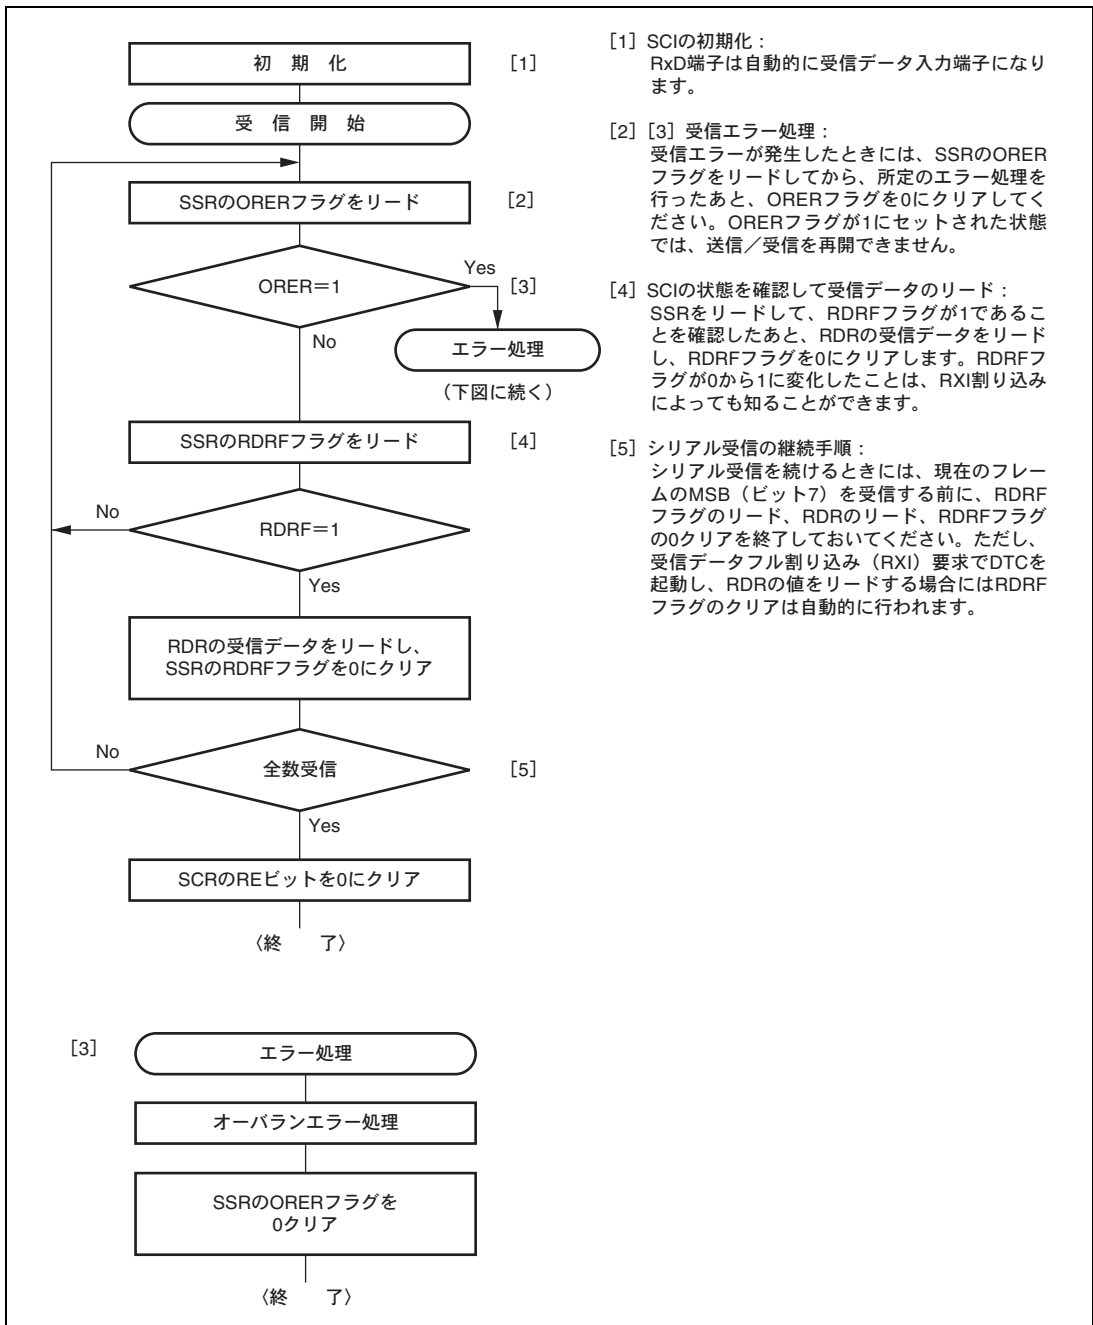 初 期 化
[1]
受 信 開 始
SSRのORERフラグをリード
[2]
ORER＝1
Yes
[3]
No
エラー処理
（下図に続く）
SSRのRDRFフラグをリード
[4]
No
RDRF＝1
Yes
RDRの受信データをリードし、
SSRのRDRFフラグを0にクリア
No
全数受信
[5]
Yes
SCRのREビットを0にクリア
〈終　了〉
[1] SCIの初期化：
RxD端子は自動的に受信データ入力端子になり
ます。
[2] [3] 受信エラー処理：
受信エラーが発生したときには、SSRのORER
フラグをリードしてから、所定のエラー処理を
行ったあと、ORERフラグを0にクリアしてく
ださい。ORERフラグが1にセットされた状態
では、送信／受信を再開できません。
[4] SCIの状態を確認して受信データのリード：
SSRをリードして、RDRFフラグが1であるこ
とを確認したあと、RDRの受信データをリード
し、RDRFフラグを0にクリアします。RDRFフ
ラグが0から1に変化したことは、RXI割り込み
によっても知ることができます。
[5] シリアル受信の継続手順：
シリアル受信を続けるときには、現在のフレー
ムのMSB（ビット7）を受信する前に、RDRF
フラグのリード、RDRのリード、RDRFフラグ
の0クリアを終了しておいてください。ただし、
受信データフル割り込み（RXI）要求でDTCを
起動し、RDRの値をリードする場合にはRDRF
フラグのクリアは自動的に行われます。
[3]
エラー処理
オーバランエラー処理
SSRのORERフラグを
0クリア
〈終　了〉